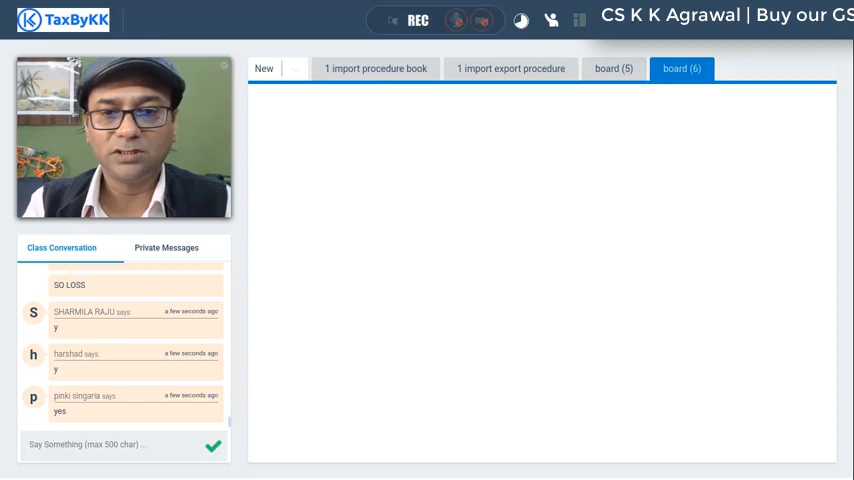 TaxByKK
REC
CS K K Agrawal | Buy our GS
New
1 import procedure book
1 import export procedure
board (5)
board (6)
Class Conversation
Private Messages
SO LOSS
S
SHARMILA RAJU says:
a few seconds ago
y
h
harshad says:
a few seconds ago
y
p
pinki singaria says:
a few seconds ago
yes
Say Something (max 500 char) ...